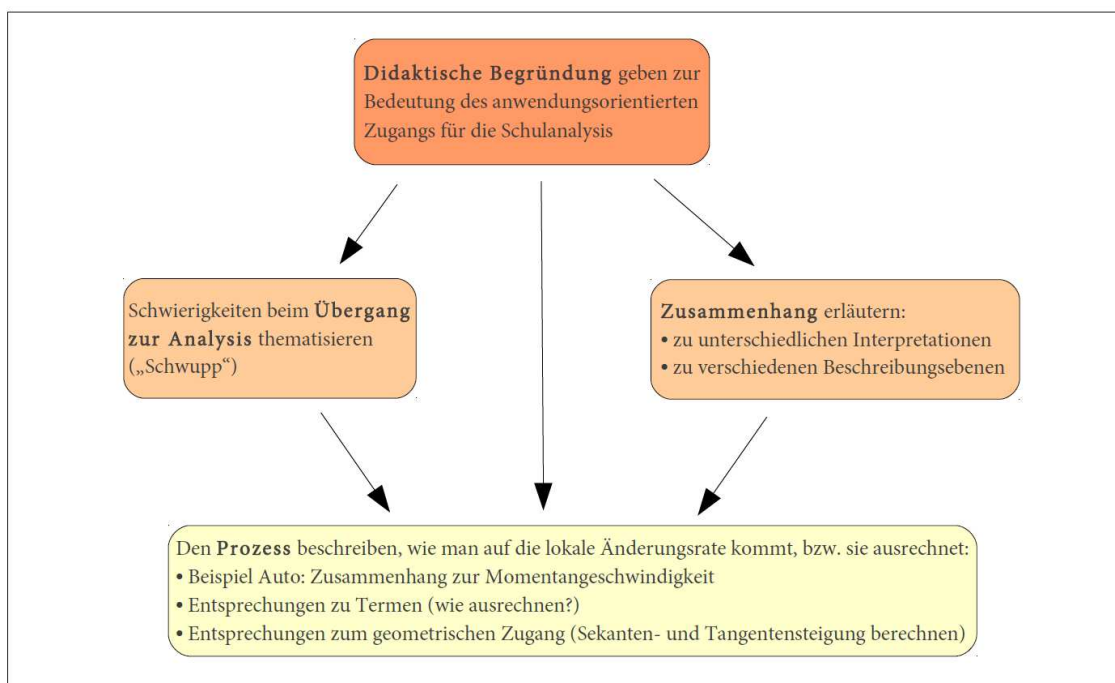 Didaktische Begründung geben zur
Bedeutung des anwendungsorientierten
Zugangs für die Schulanalysis
Schwierigkeiten beim Übergang
zur Analysis thematisieren
(„Schwupp“)
Zusammenhang erläutern:
• zu unterschiedlichen Interpretationen
• zu verschiedenen Beschreibungsebenen
Den Prozess beschreiben, wie man auf die lokale Änderungsrate kommt, bzw. sie ausrechnet:
• Beispiel Auto: Zusammenhang zur Momentangeschwindigkeit
• Entsprechungen zu Termen (wie ausrechnen?)
• Entsprechungen zum geometrischen Zugang (Sekanten- und Tangentensteigung berechnen)